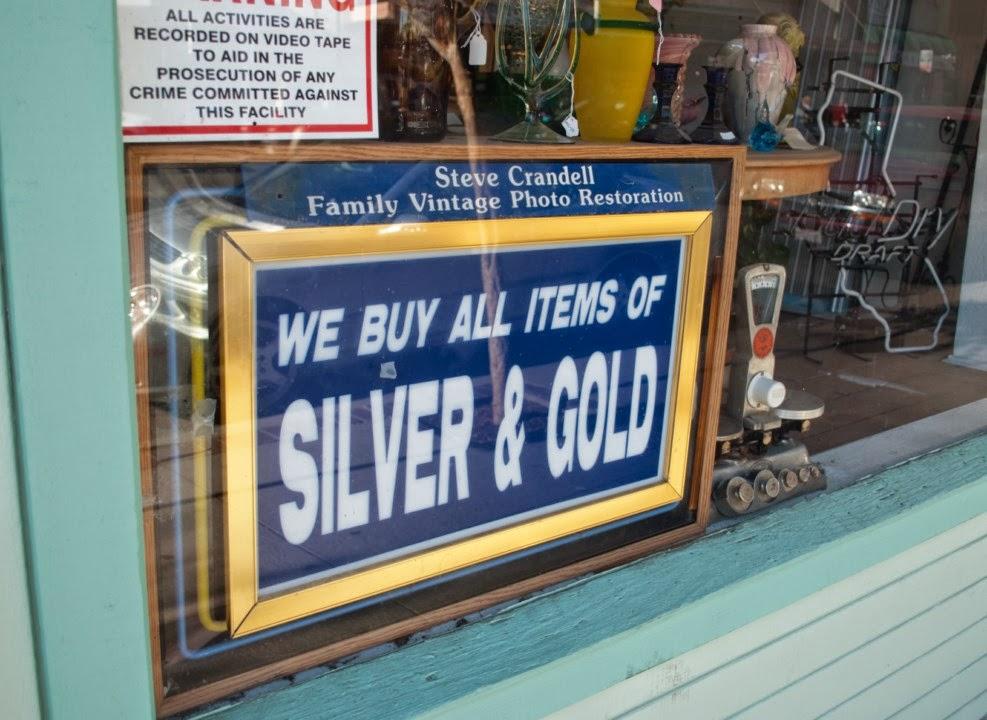 WARNING
ALL ACTIVITIES ARE
RECORDED ON VIDEO TAPE
TO AID IN THE
PROSECUTION OF ANY
CRIME COMMITTED AGAINST
THIS FACILITY
Steve Crandell
Family Vintage Photo Restoration
WE BUY ALL ITEMS OF
SILVER & GOLD
DRAFT